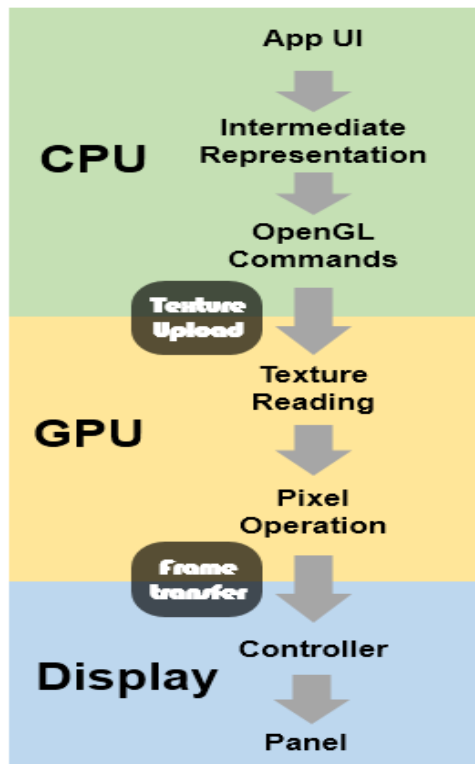 App UI
CPU
Intermediate
Representation
OpenGL
Commands
Texture
Upload
GPU
Texture
Reading
Pixel
Operation
Frame
transfer
Display
Controller
Panel